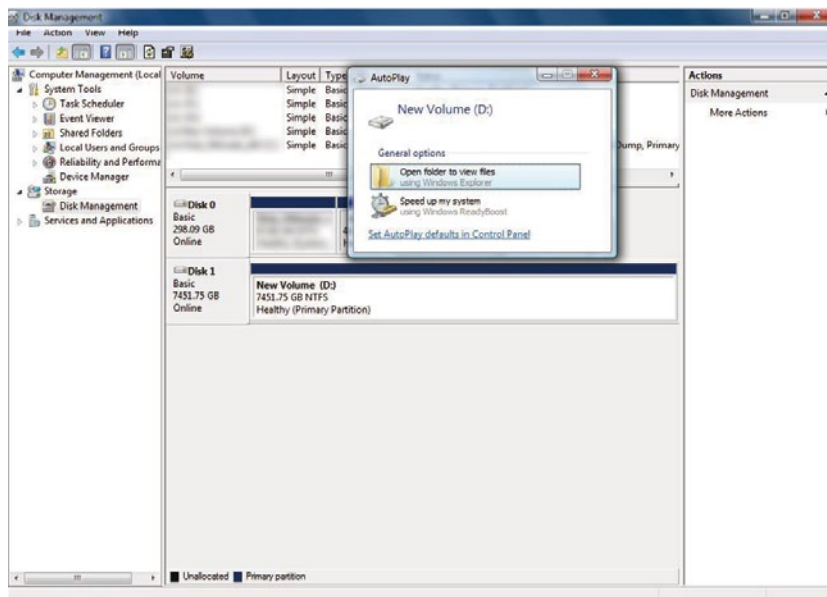 Disk Management
File Action View Help
Computer Management (Local
System Tools
Task Scheduler
Event Viewer
Shared Folders
Local Users and Groups
Reliability and Performa
Device Manager
Storage
Disk Management
Services and Applications
Volume Layout Type
Simple Basic
Simple Basic
Simple Basic
Simple Basic
Simple Basic
Dump, Primary
AutoPlay
New Volume (D:)
General options
Open folder to view files
using Windows Explorer
Speed up my system
using Windows ReadyBoost
Set AutoPlay defaults in Control Panel
Disk 0
Basic
298.09 GB
Online
Disk 1
Basic
7451.75 GB
Online
New Volume (D:)
7451.75 GB NTFS
Healthy (Primary Partition)
Unallocated Primary partition
Actions
Disk Management
More Actions